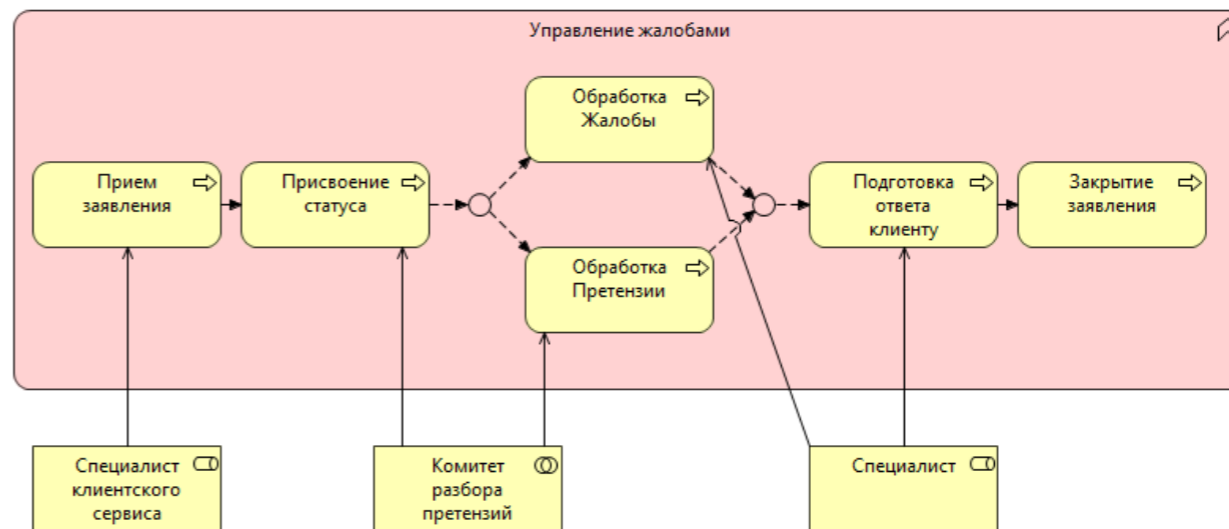 Управление жалобами
Обработка
Жалобы
Прием
заявления
Присвоение
статуса
Подготовка
ответа
клиенту
Закрытие
заявления
Обработка
Претензии
Специалист
клиентского
сервиса
Комитет
разбора
претензий
Специалист